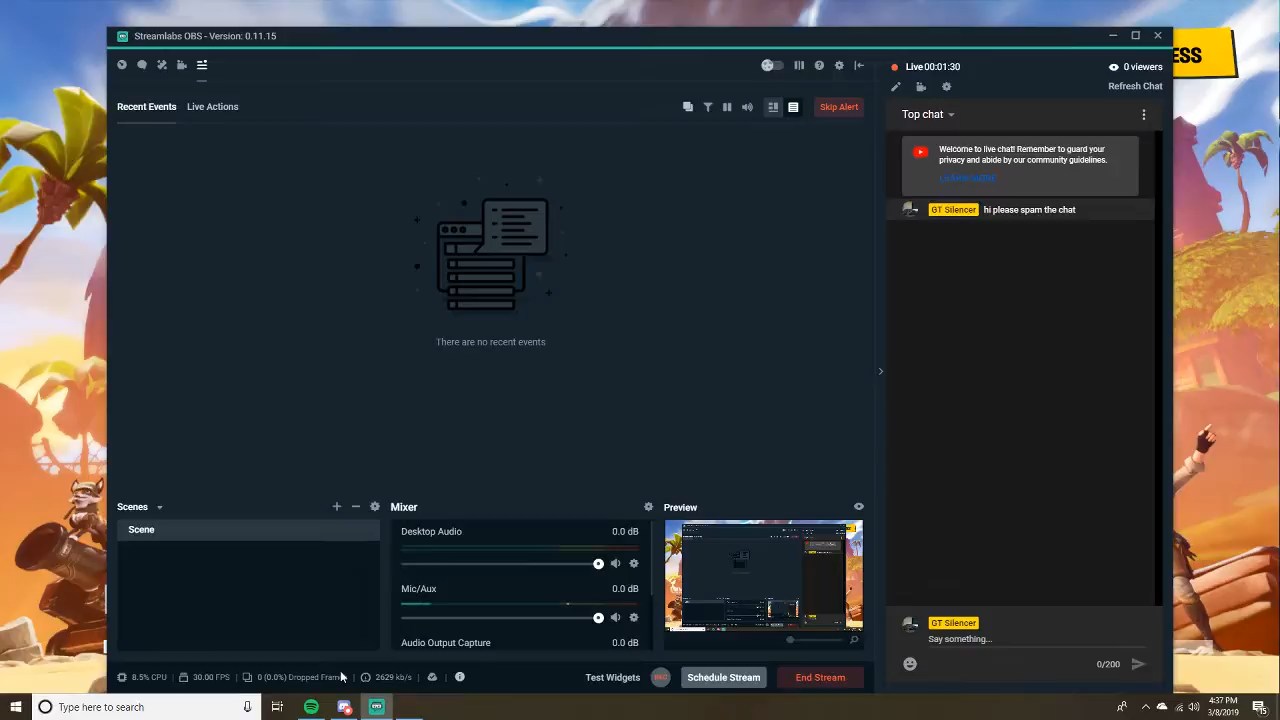 Streamlabs OBS - Version: 0.11.15
ESS
Live 00:01:30
0 viewers
Refresh Chat
Recent Events
Live Actions
Skip Alert
Top chat
Welcome to live chat! Remember to guard your
privacy and abide by our community guidelines.
GT Silencer hi please spam the chat
There are no recent events
Scenes
Mixer
Preview
Scene
Desktop Audio
0.0 dB
Mic/Aux
0.0 dB
Audio Output Capture
0.0 dB
GT Silencer
Say something...
0/200
8.5% CPU
30.00 FPS
0 (0.0%) Dropped Fram
2629 kb/s
Test Widgets
REC
Schedule Stream
End Stream
Type here to search
4:37 PM
3/8/2019